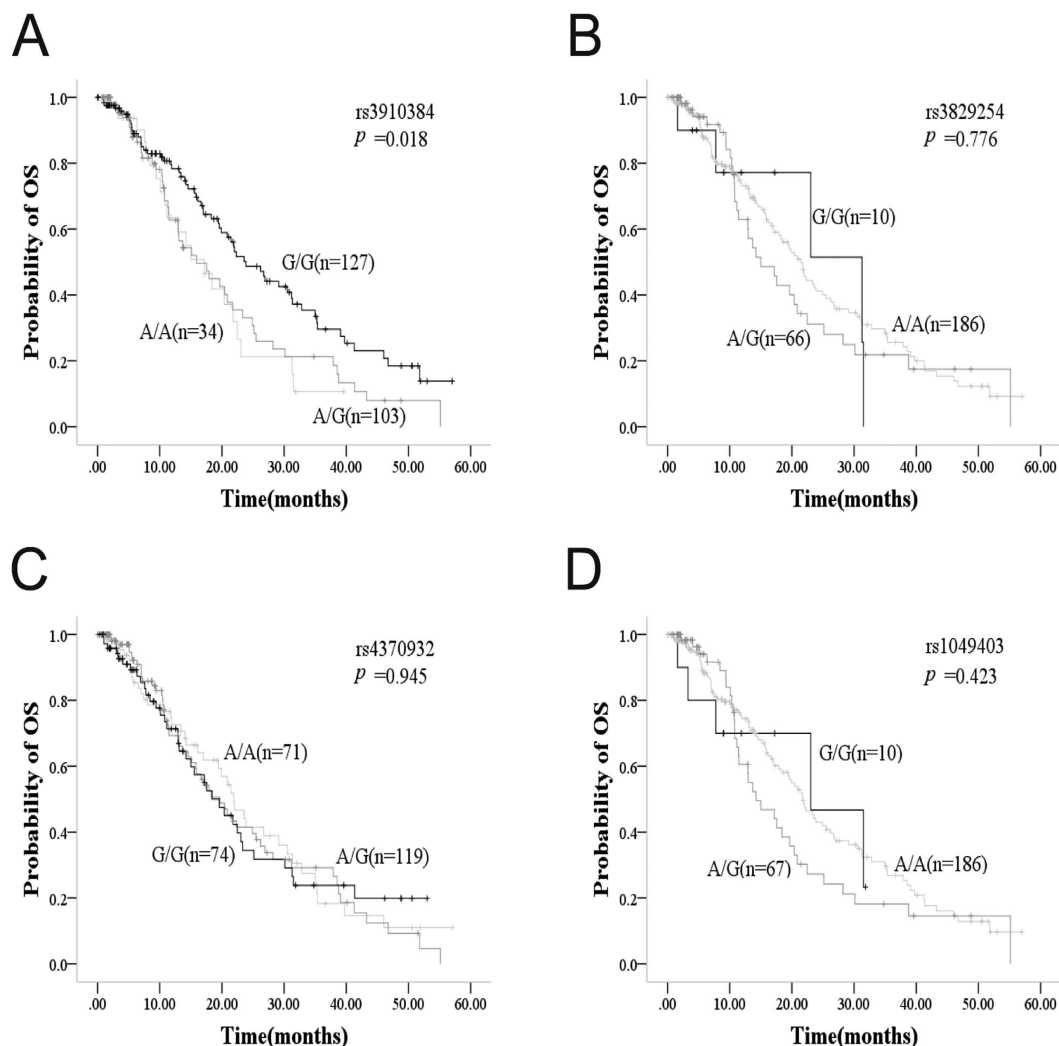 A
rs3910384
p =0.018
Probability of OS
1.0
0.8
0.6
0.4
0.2
0.0
G/G(n=127)
A/A(n=34)
A/G(n=103)
.00 10.00 20.00 30.00 40.00 50.00 60.00
Time(months)
B
rs3829254
p =0.776
Probability of OS
1.0
0.8
0.6
0.4
0.2
0.0
G/G(n=10)
A/G(n=66)
A/A(n=186)
.00 10.00 20.00 30.00 40.00 50.00 60.00
Time(months)
C
rs4370932
p =0.945
Probability of OS
1.0
0.8
0.6
0.4
0.2
0.0
A/A(n=71)
G/G(n=74)
A/G(n=119)
.00 10.00 20.00 30.00 40.00 50.00 60.00
Time(months)
D
rs1049403
p =0.423
Probability of OS
1.0
0.8
0.6
0.4
0.2
0.0
G/G(n=10)
A/G(n=67)
A/A(n=186)
.00 10.00 20.00 30.00 40.00 50.00 60.00
Time(months)